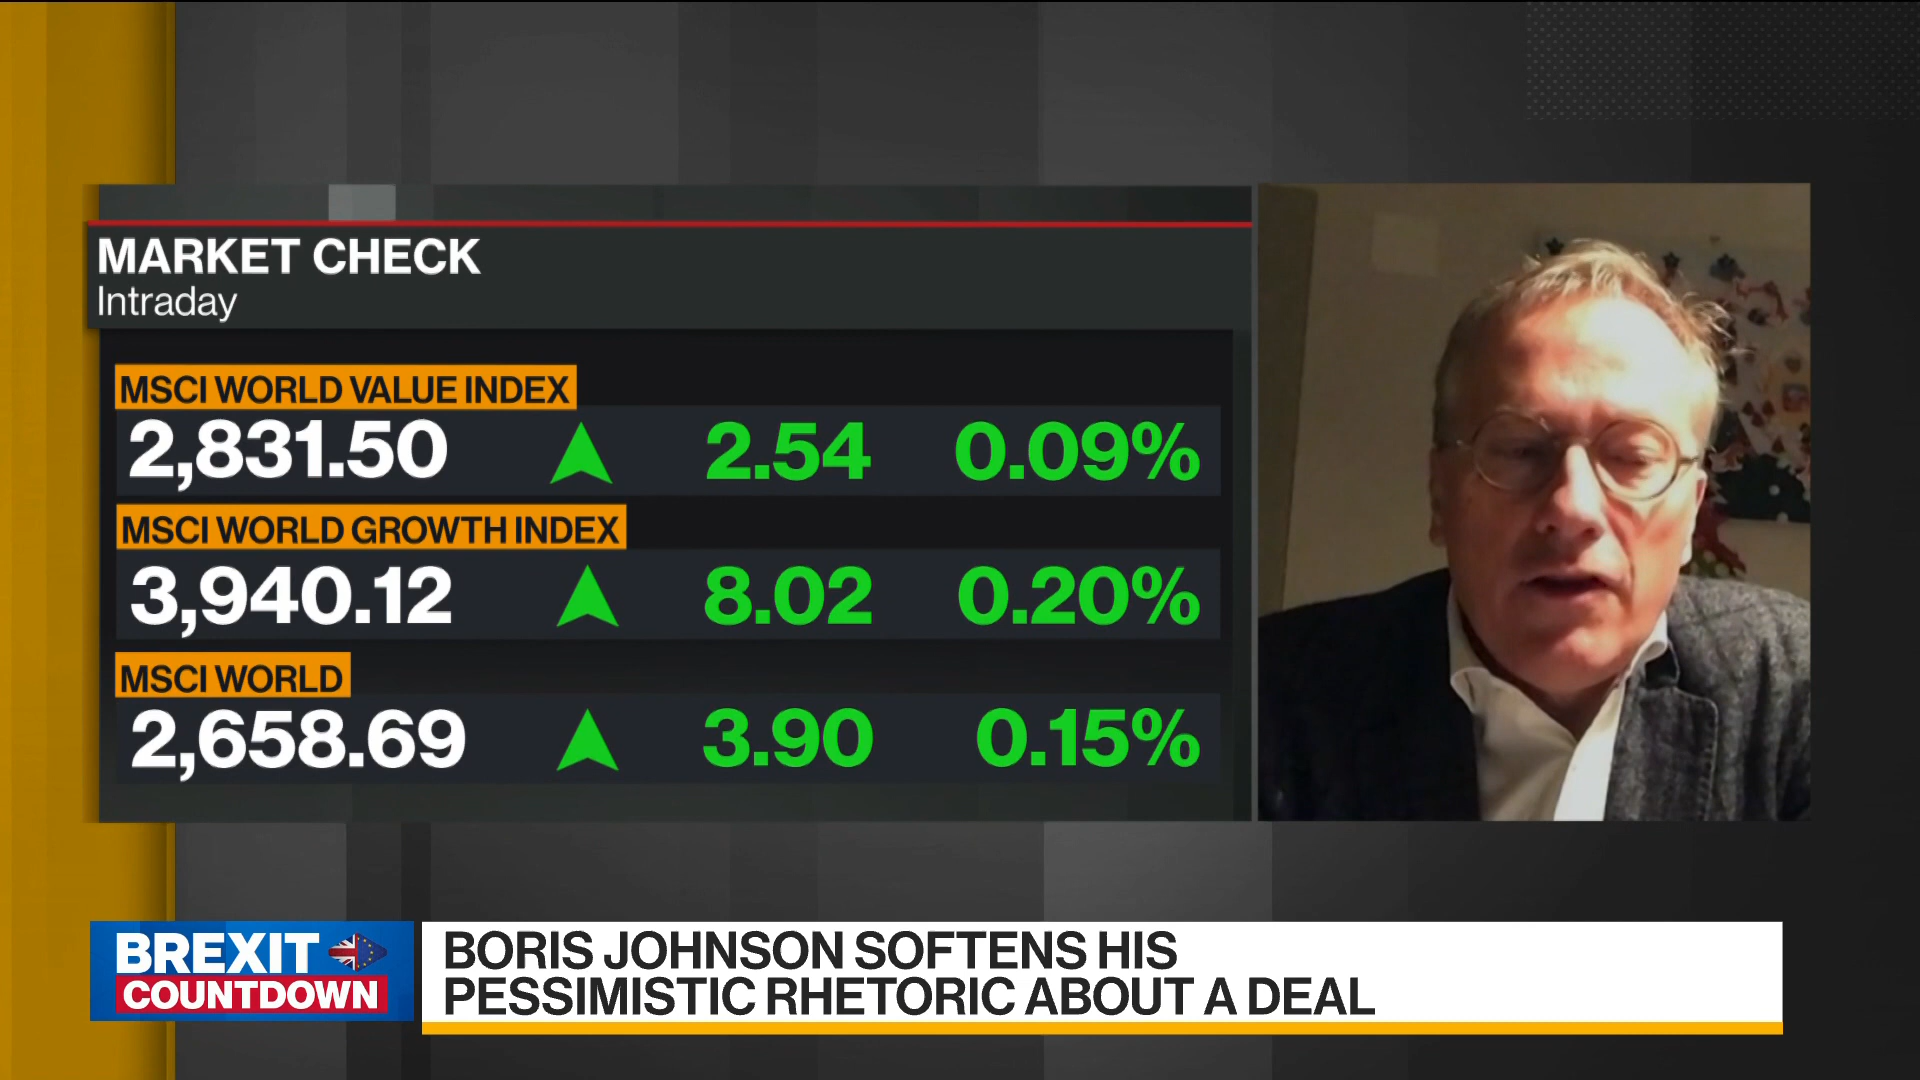 MARKET CHECK
Intraday
MSCI WORLD VALUE INDEX
2,831.50 2.54 0.09%
MSCI WORLD GROWTH INDEX
3,940.12 8.02 0.20%
MSCI WORLD
2,658.69 3.90 0.15%
BREXIT
COUNTDOWN
BORIS JOHNSON SOFTENS HIS
PESSIMISTIC RHETORIC ABOUT A DEAL